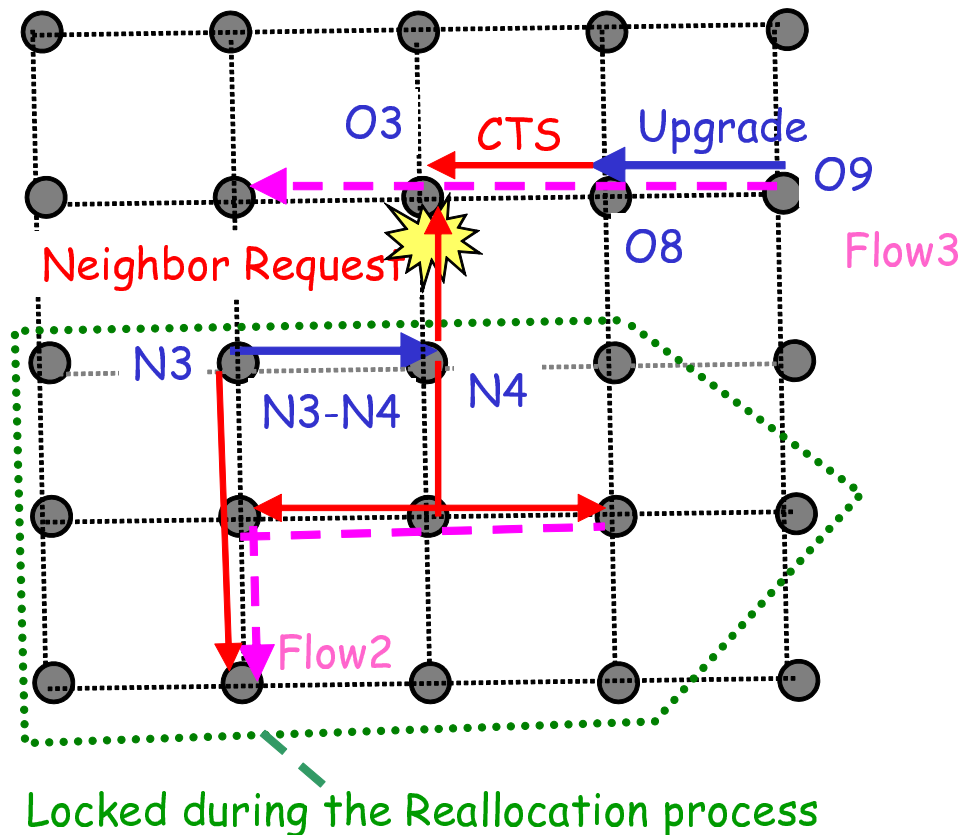 O3
CTS
Upgrade
O9
O8
Flow3
Neighbor Request
N3
N4
N3-N4
Flow2
Locked during the Reallocation process